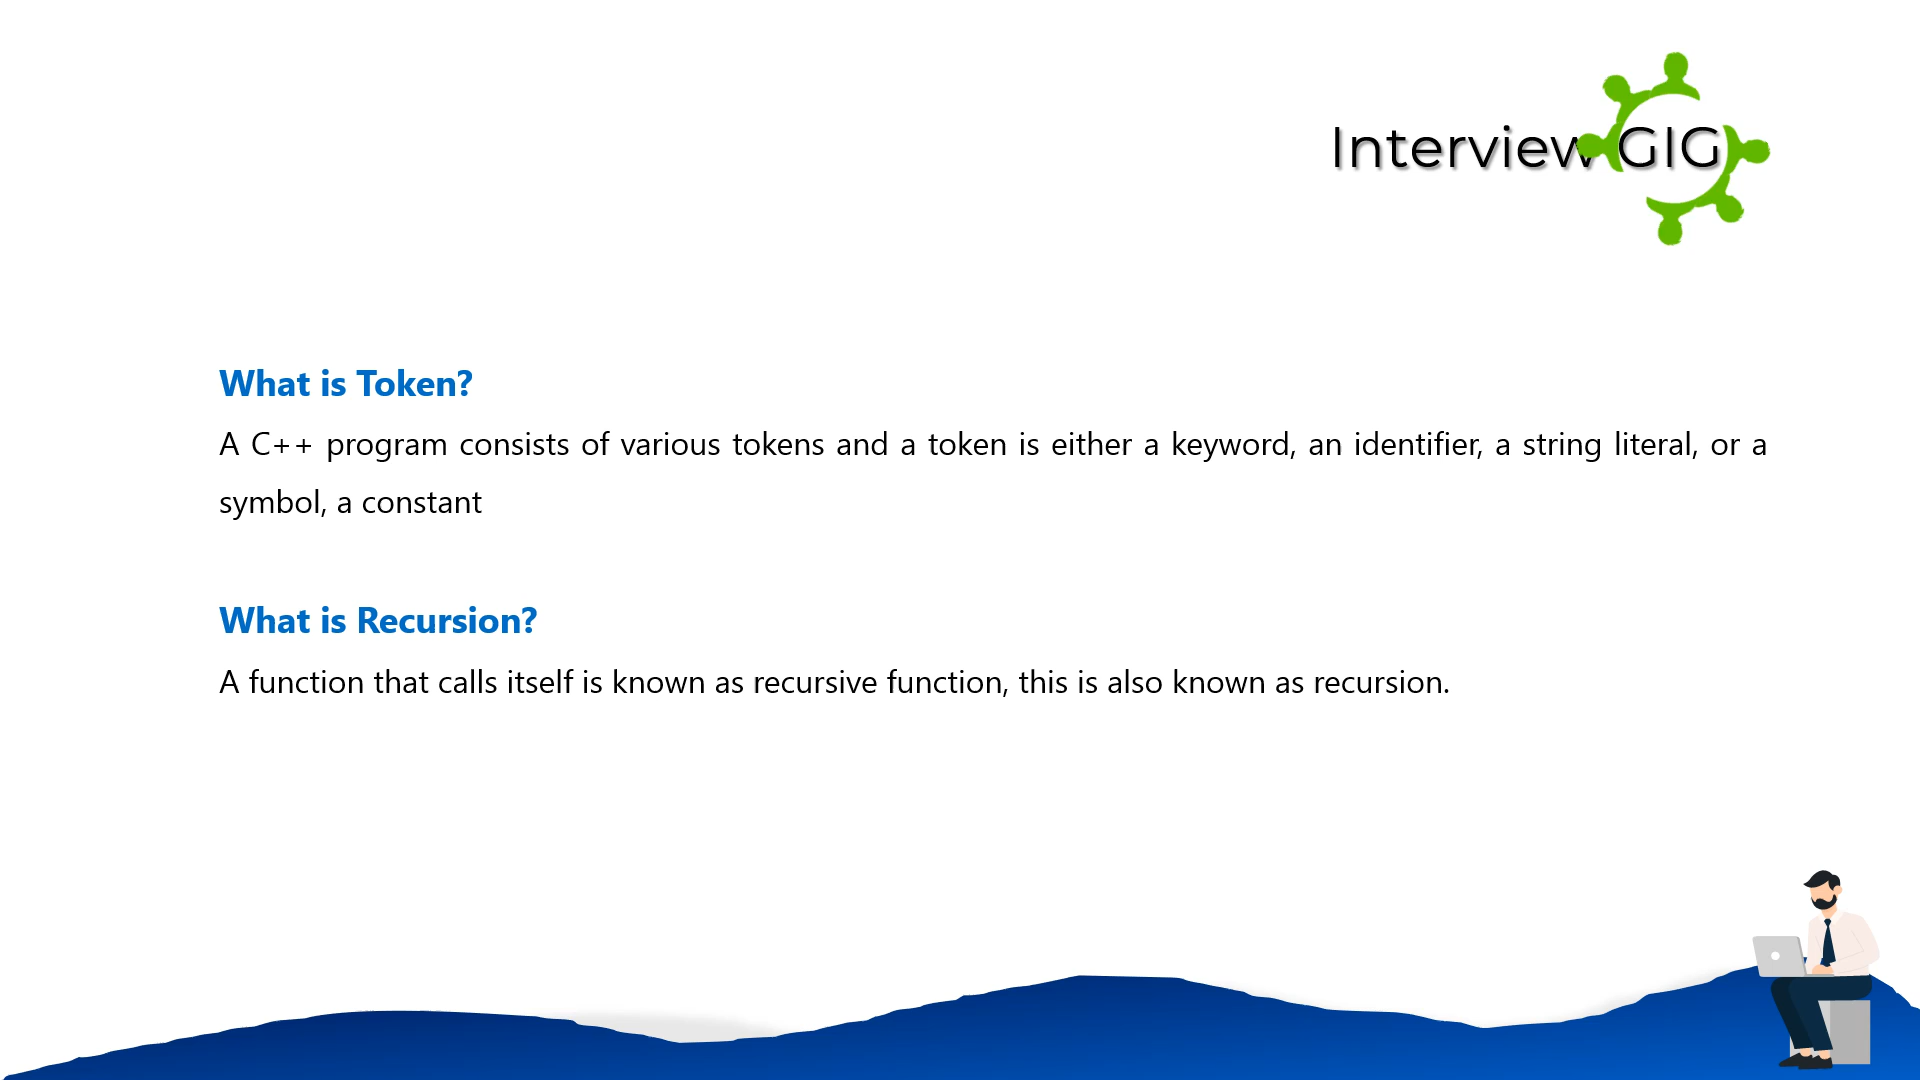 Interview GIG
What is Token?
A C++ program consists of various tokens and a token is either a keyword, an identifier, a string literal, or a
symbol, a constant
What is Recursion?
A function that calls itself is known as recursive function, this is also known as recursion.